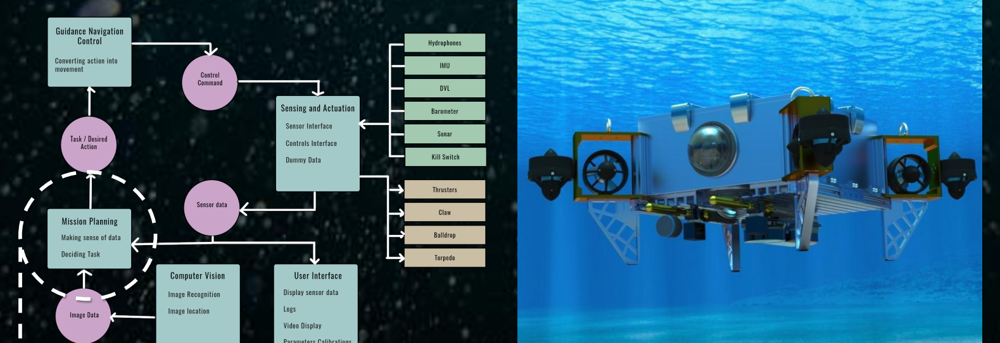 Guidance Navigation
Control
Converting action into
movement
Control
Command
Task / Desired
Action
Sensing and Actuation
Sensor Interface
Controls Interface
Dummy Data
Hydrophones
IMU
DVL
Barometer
Sonar
Kill Switch
Thrusters
Claw
Balldrop
Torpedo
Sensor data
Mission Planning
Making sense of data
Deciding Task
Image Data
Computer Vision
Image Recognition
Image location
User Interface
Display sensor data
Logs
Video Display
Parameters Calibrations